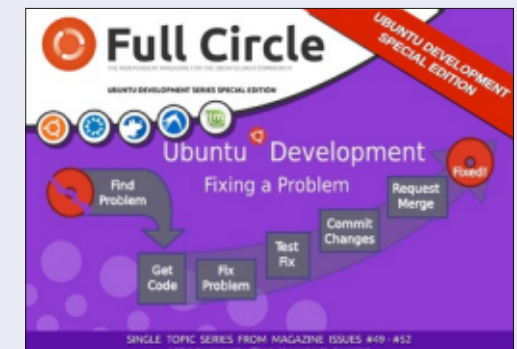 Full Circle
THE INDEPENDENT MAGAZINE FOR THE UBUNTU LINUX COMMUNITY
UBUNTU DEVELOPMENT SERIES SPECIAL EDITION
UBUNTU DEVELOPMENT
SPECIAL EDITION
Ubuntu Development
Fixing a Problem
Find
Problem
Get
Code
Fix
Problem
Test
Fix
Commit
Changes
Request
Merge
Fixed!
SINGLE TOPIC SERIES FROM MAGAZINE ISSUES #49 - #52